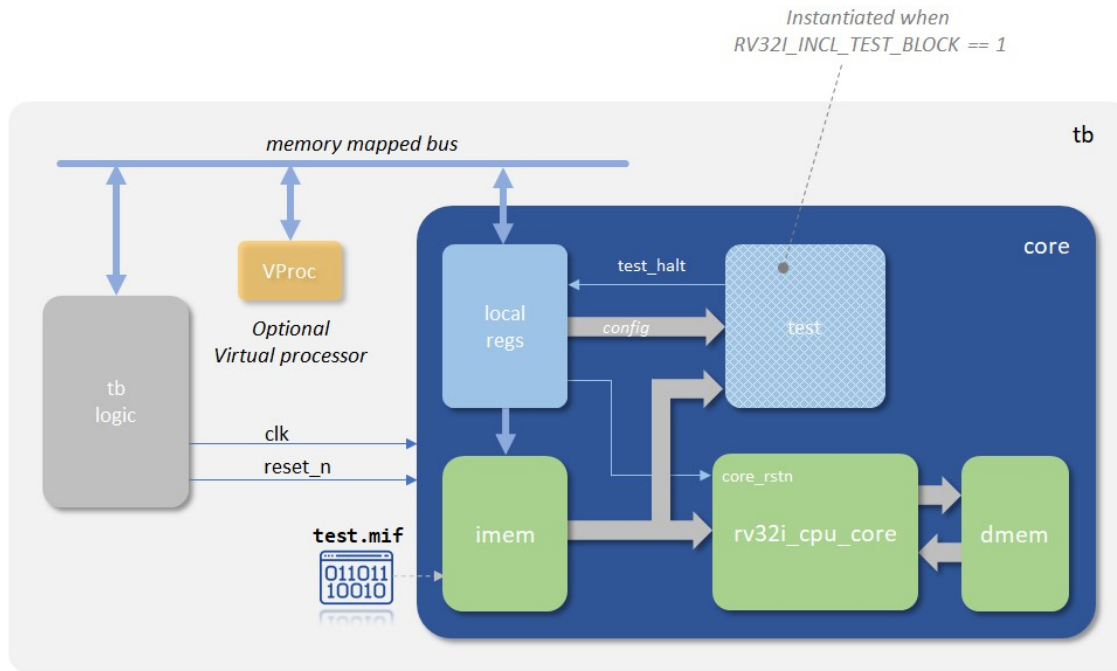 Instantiated when
RV32I_INCL_TEST_BLOCK == 1
tb
memory mapped bus
core
VProc
test_halt
local
regs
config
test
Optional
Virtual processor
tb
logic
clk
reset_n
core_rstn
test.mif
imem
rv32i_cpu_core
dmem
011011
10010